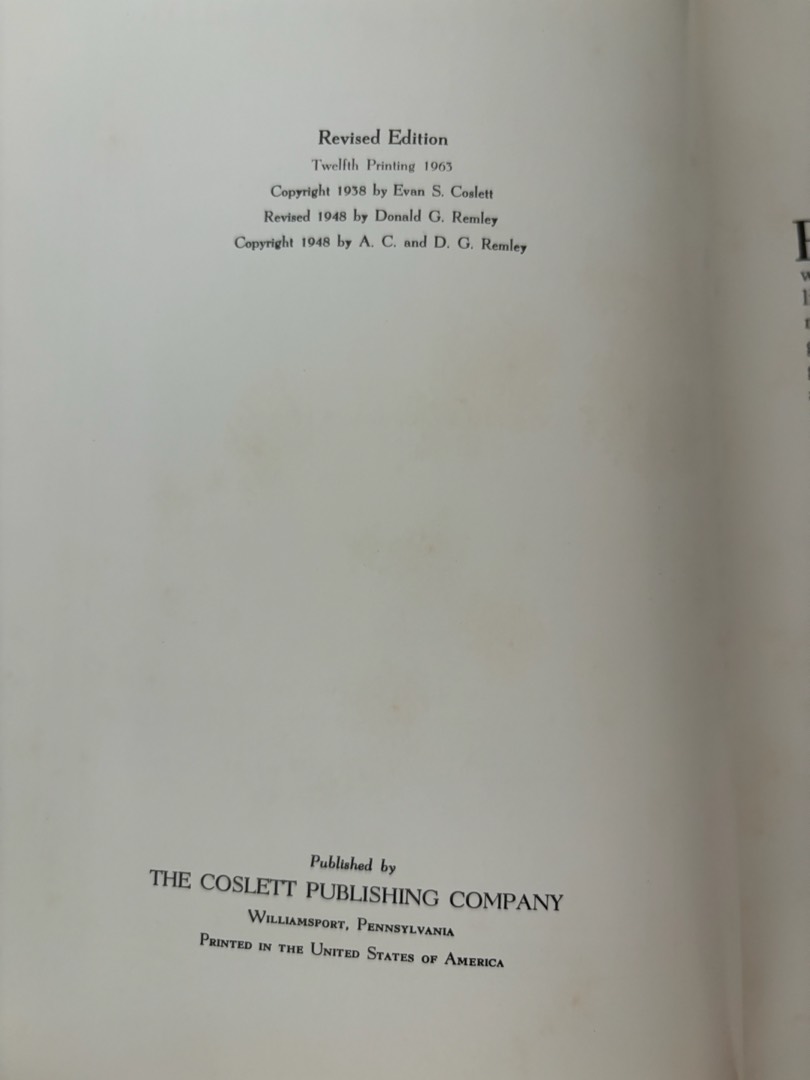 Revised Edition
Twelfth Printing 1963
Copyright 1938 by Evan S. Coslett
Revised 1948 by Donald G. Remley
Copyright 1948 by A. C. and D. G. Remley
Published by
THE COSLETT PUBLISHING COMPANY
WILLIAMSPORT, PENNSYLVANIA
PRINTED IN THE UNITED STATES OF AMERICA